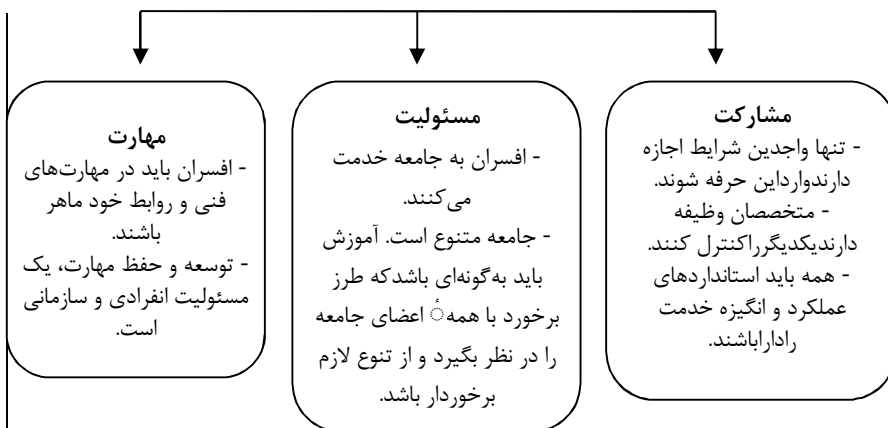 مشارکت
- تنها واجدین شرایط اجازه
دارندوارداین حرفه شوند.
- متخصصان وظیفه
دارندیکدیگرراکنترل کنند.
- همه باید استانداردهای
عملکرد و انگیزه خدمت
راداراباشند.
مسئولیت
- افسران به جامعه خدمت
می‌کنند.
- جامعه متنوع است. آموزش
باید به‌گونه‌ای باشدکه طرز
برخورد با همهٔ اعضای جامعه
را در نظر بگیرد و از تنوع لازم
برخوردار باشد.
مهارت
- افسران باید در مهارت‌های
فنی و روابط خود ماهر
باشند.
- توسعه و حفظ مهارت، یک
مسئولیت انفرادی و سازمانی
است.